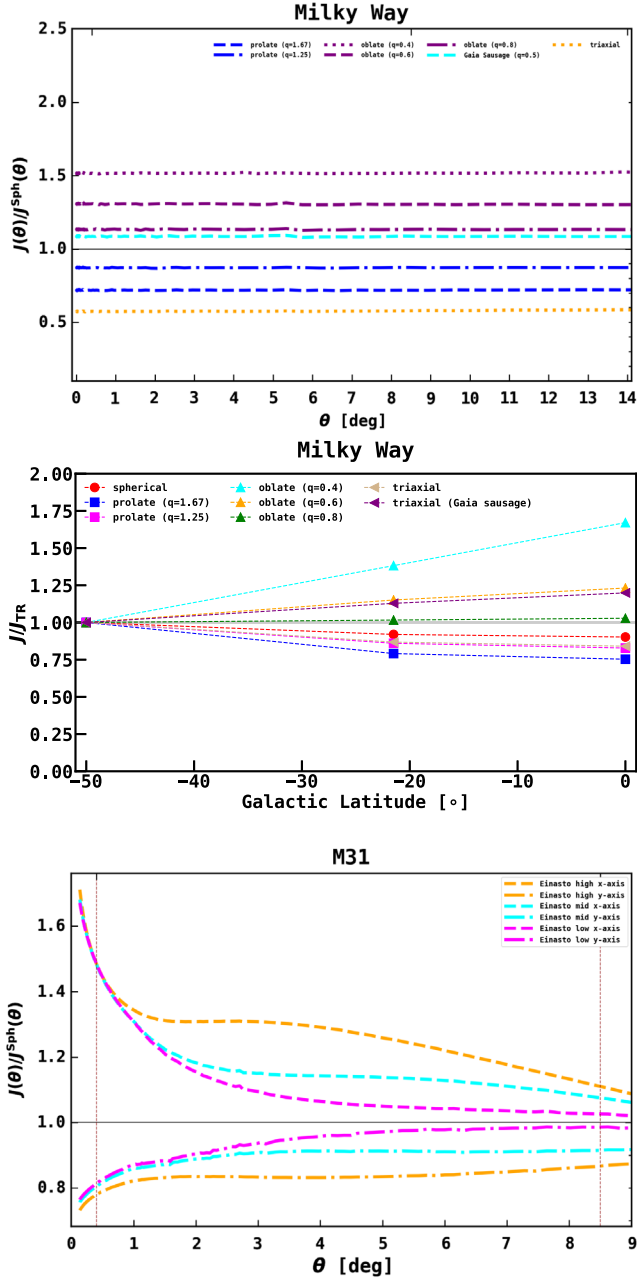 Milky Way
2.5
2.0
1.5
1.0
0.5
J(θ)/J^Sph(θ)
prolate (q=1.67)
prolate (q=1.25)
oblate (q=0.4)
oblate (q=0.6)
oblate (q=0.8)
Gaia Sausage (q=0.5)
triaxial
0 1 2 3 4 5 6 7 8 9 10 11 12 13 14
θ [deg]
Milky Way
2.00
1.75
1.50
1.25
1.00
0.75
0.50
0.25
0.00
J/J_TR
spherical
prolate (q=1.67)
prolate (q=1.25)
oblate (q=0.4)
oblate (q=0.6)
oblate (q=0.8)
triaxial
triaxial (Gaia sausage)
−50 −40 −30 −20 −10 0
Galactic Latitude [∘]
M31
1.6
1.4
1.2
1.0
0.8
J(θ)/J^Sph(θ)
Einasto high x-axis
Einasto high y-axis
Einasto mid x-axis
Einasto mid y-axis
Einasto low x-axis
Einasto low y-axis
0 1 2 3 4 5 6 7 8 9
θ [deg]